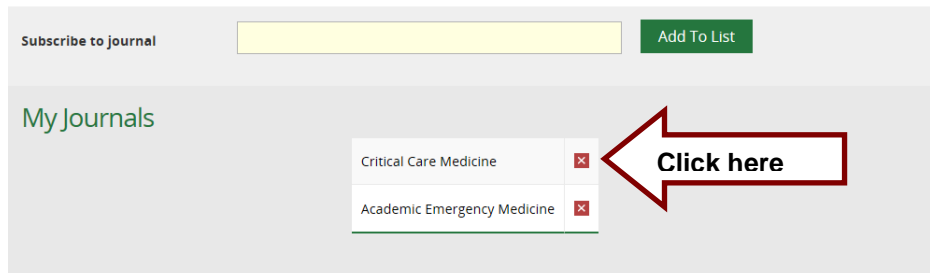 Subscribe to journal
Add To List
My Journals
Critical Care Medicine
Click here
Academic Emergency Medicine